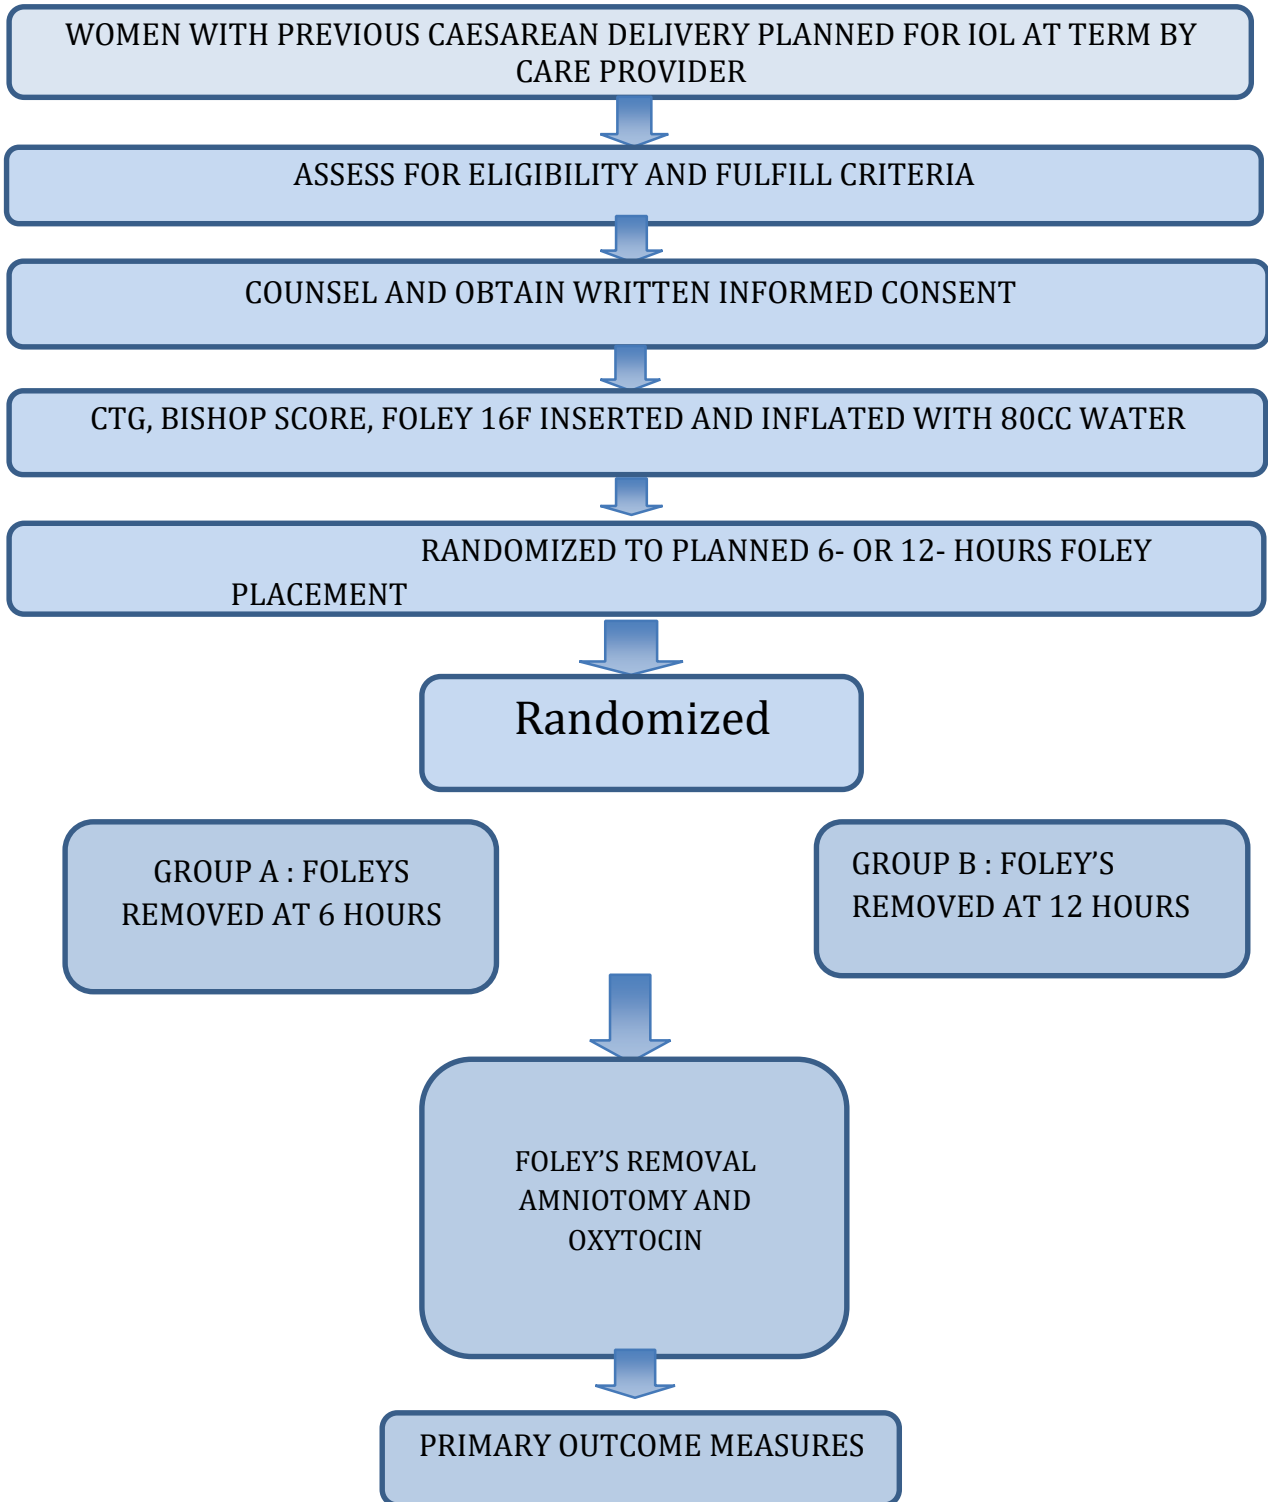 WOMEN WITH PREVIOUS CAESAREAN DELIVERY PLANNED FOR IOL AT TERM BY
CARE PROVIDER
ASSESS FOR ELIGIBILITY AND FULFILL CRITERIA
COUNSEL AND OBTAIN WRITTEN INFORMED CONSENT
CTG, BISHOP SCORE, FOLEY 16F INSERTED AND INFLATED WITH 80CC WATER
RANDOMIZED TO PLANNED 6- OR 12- HOURS FOLEY
PLACEMENT
Randomized
GROUP A : FOLEYS
REMOVED AT 6 HOURS
GROUP B : FOLEY’S
REMOVED AT 12 HOURS
FOLEY’S REMOVAL
AMNIOTOMY AND
OXYTOCIN
PRIMARY OUTCOME MEASURES